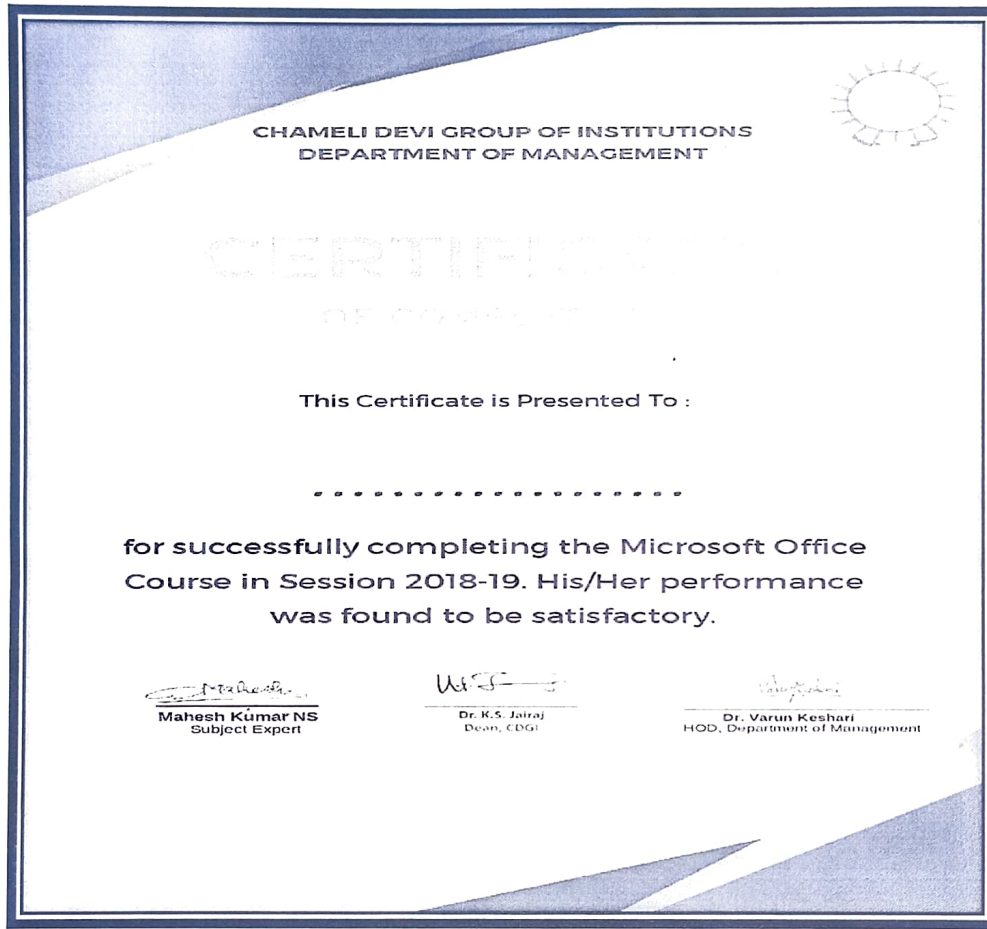 CHAMELI DEVI GROUP OF INSTITUTIONS
DEPARTMENT OF MANAGEMENT
This Certificate is Presented To :
...................
for successfully completing the Microsoft Office
Course in Session 2018-19. His/Her performance
was found to be satisfactory.
Mahesh Kumar NS
Subject Expert
Dr. K.S. Jairaj
Dean, CDGI
Dr. Varun Keshari
HOD, Department of Management